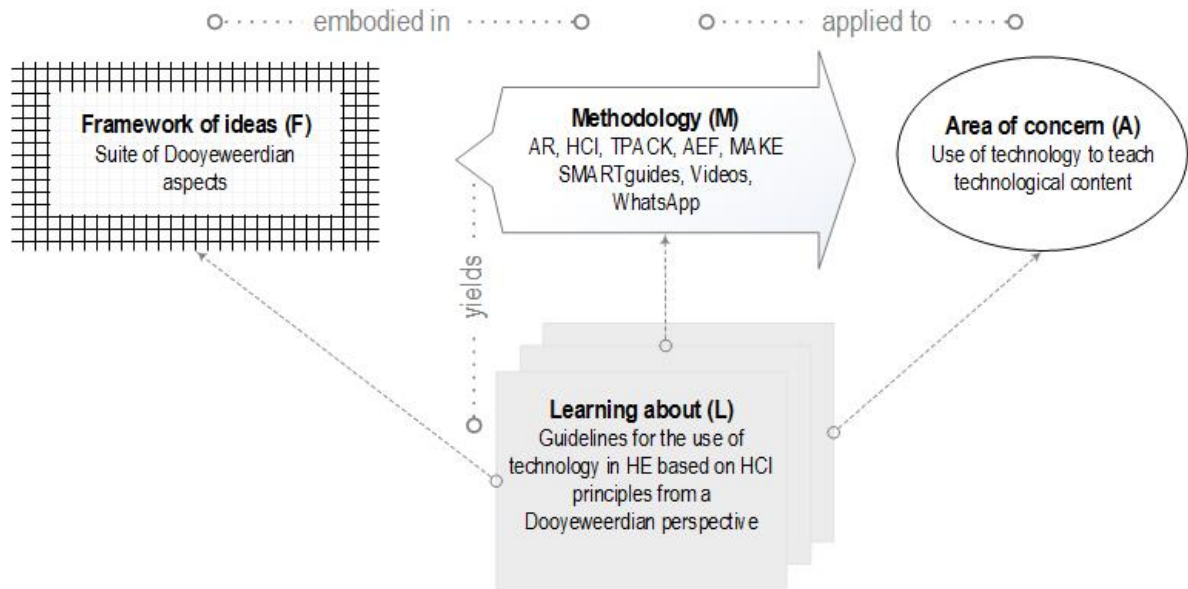 embodied in
applied to
Framework of ideas (F)
Suite of Dooyeweerdian
aspects
Methodology (M)
AR, HCI, TPACK, AEF, MAKE
SMARTguides, Videos,
WhatsApp
Area of concern (A)
Use of technology to teach
technological content
yields
Learning about (L)
Guidelines for the use of
technology in HE based on HCI
principles from a
Dooyeweerdian perspective